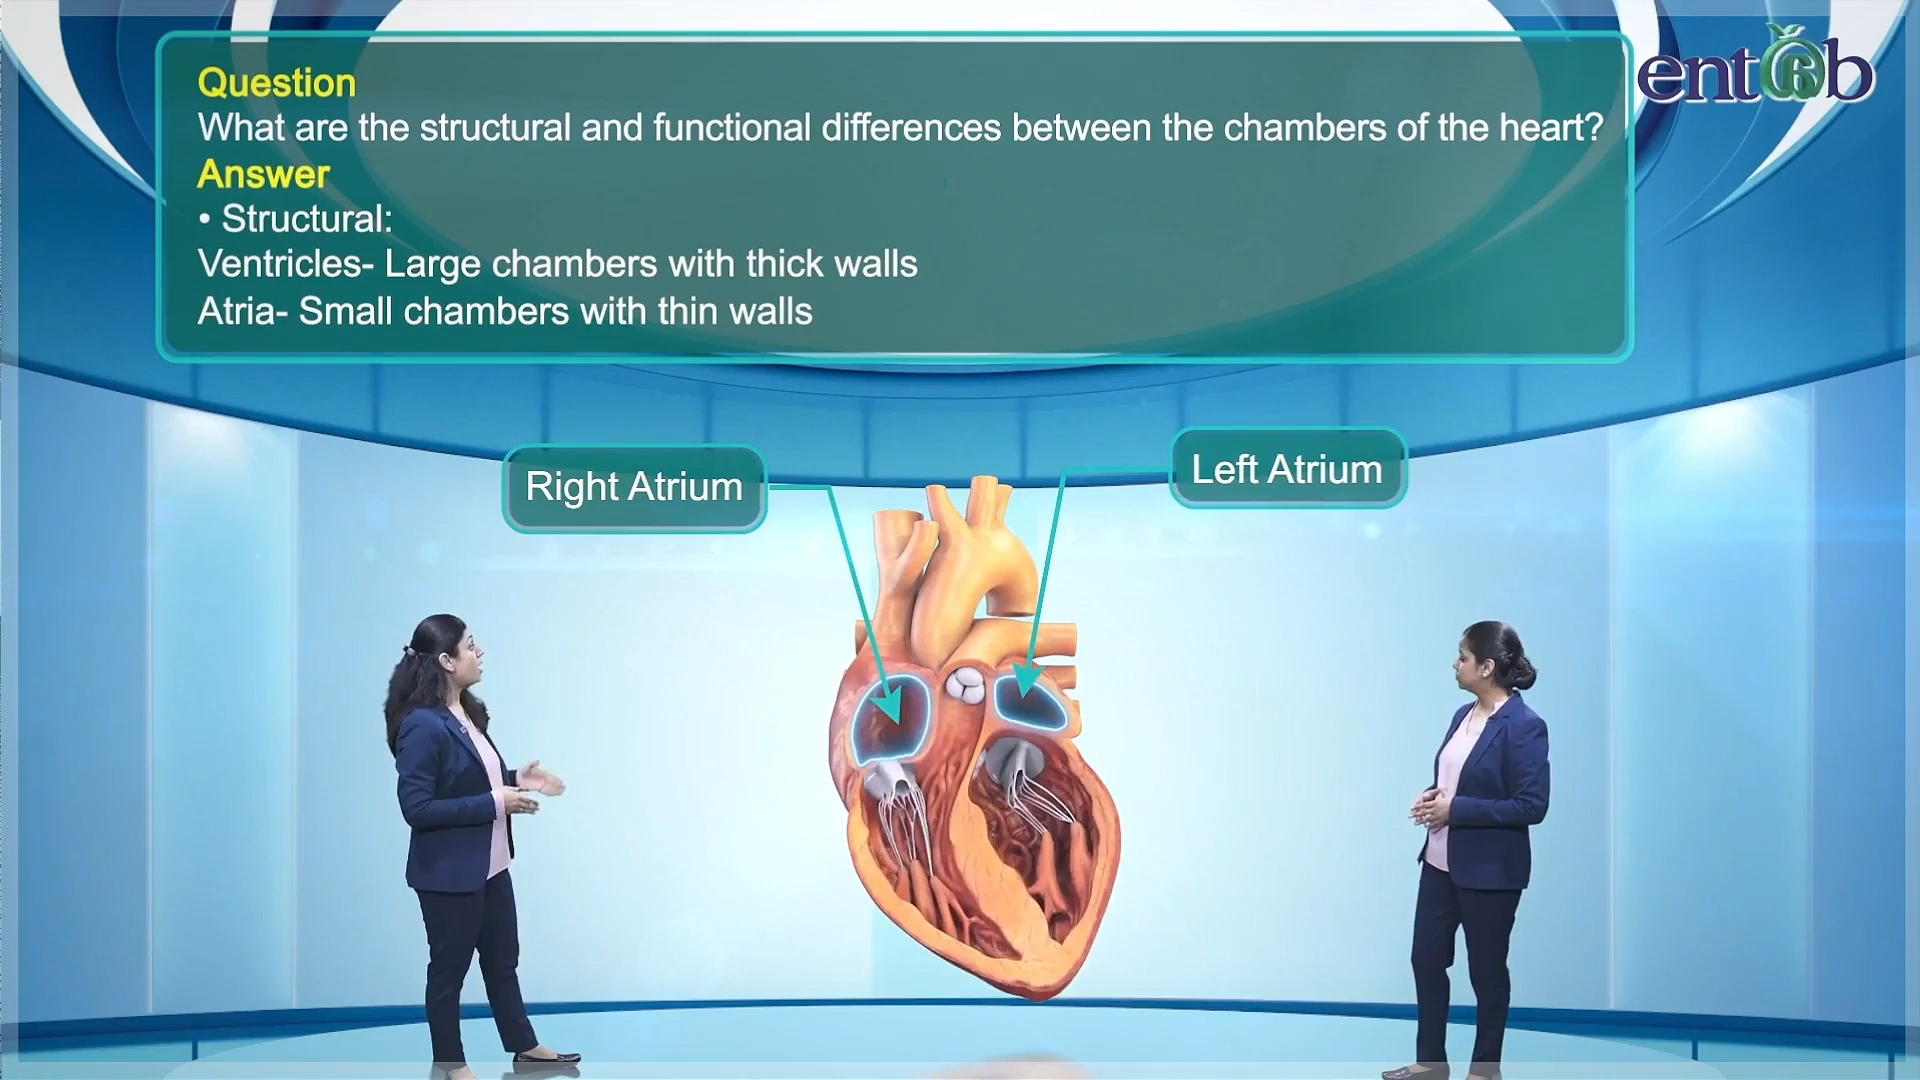 Question
What are the structural and functional differences between the chambers of the heart?
Answer
• Structural:
Ventricles- Large chambers with thick walls
Atria- Small chambers with thin walls
entab
Right Atrium
Left Atrium